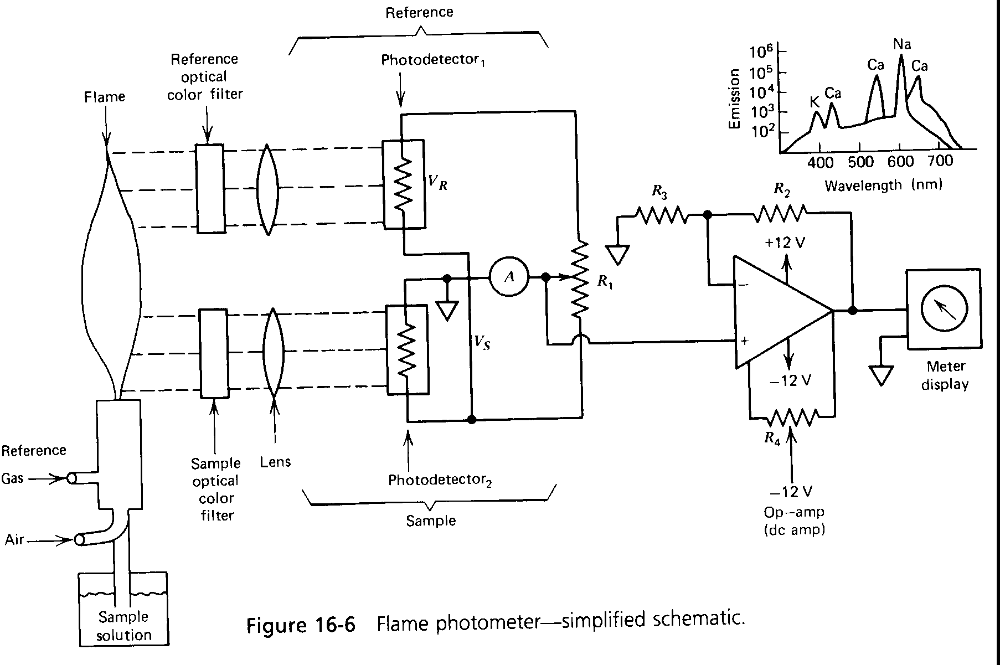 Reference
Reference
optical
color filter
Photodetector₁
Flame
V_R
A
R₁
V_S
Reference
Gas
Air
Sample
optical
color
filter
Lens
Photodetector₂
Sample
Sample
solution
Emission
10⁶
10⁵
10⁴
10³
10²
K
Ca
Ca
Na
Ca
400 500 600 700
Wavelength (nm)
R₃
R₂
+12 V
−
+
−12 V
R₄
−12 V
Op–amp
(dc amp)
Meter
display
Figure 16-6 Flame photometer—simplified schematic.